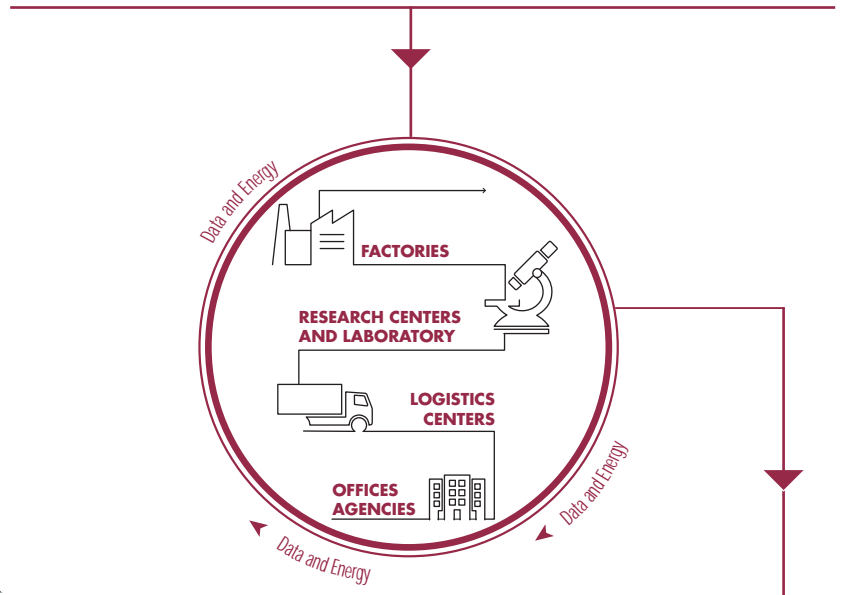 Data and Energy
FACTORIES
RESEARCH CENTERS
AND LABORATORY
LOGISTICS
CENTERS
OFFICES
AGENCIES
Data and Energy
Data and Energy